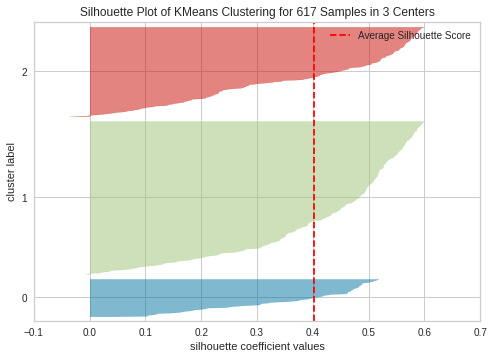 Silhouette Plot of KMeans Clustering for 617 Samples in 3 Centers
Average Silhouette Score
cluster label
2
1
0
-0.1 0.0 0.1 0.2 0.3 0.4 0.5 0.6 0.7
silhouette coefficient values